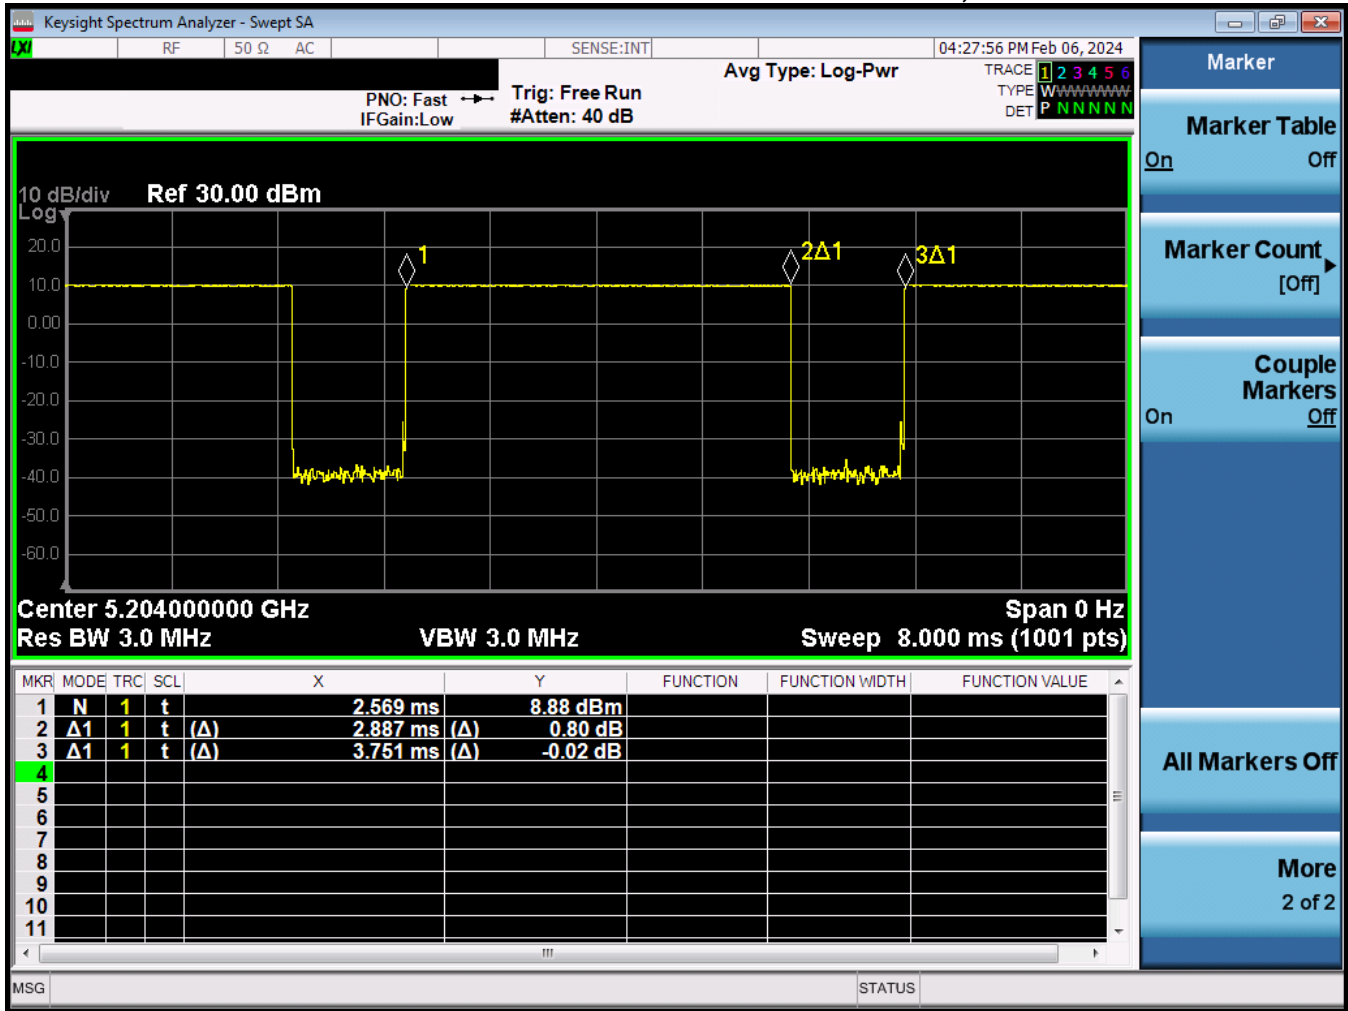 Keysight Spectrum Analyzer - Swept SA
LXI RF 50 Ω AC SENSE:INT 04:27:56 PM Feb 06, 2024
Avg Type: Log-Pwr TRACE 1 2 3 4 5 6
PNO: Fast Trig: Free Run TYPE WWWWWW
IFGain:Low #Atten: 40 dB DET P N N N N N
10 dB/div Ref 30.00 dBm
Log
20.0
10.0
0.00
-10.0
-20.0
-30.0
-40.0
-50.0
-60.0
1
2Δ1
3Δ1
Center 5.204000000 GHz Span 0 Hz
Res BW 3.0 MHz VBW 3.0 MHz Sweep 8.000 ms (1001 pts)
MKR MODE TRC SCL X Y FUNCTION FUNCTION WIDTH FUNCTION VALUE
1 N 1 t 2.569 ms 8.88 dBm
2 Δ1 1 t (Δ) 2.887 ms (Δ) 0.80 dB
3 Δ1 1 t (Δ) 3.751 ms (Δ) -0.02 dB
4
5
6
7
8
9
10
11
MSG STATUS
Marker
Marker Table
On Off
Marker Count
[Off]
Couple
Markers
On Off
All Markers Off
More
2 of 2